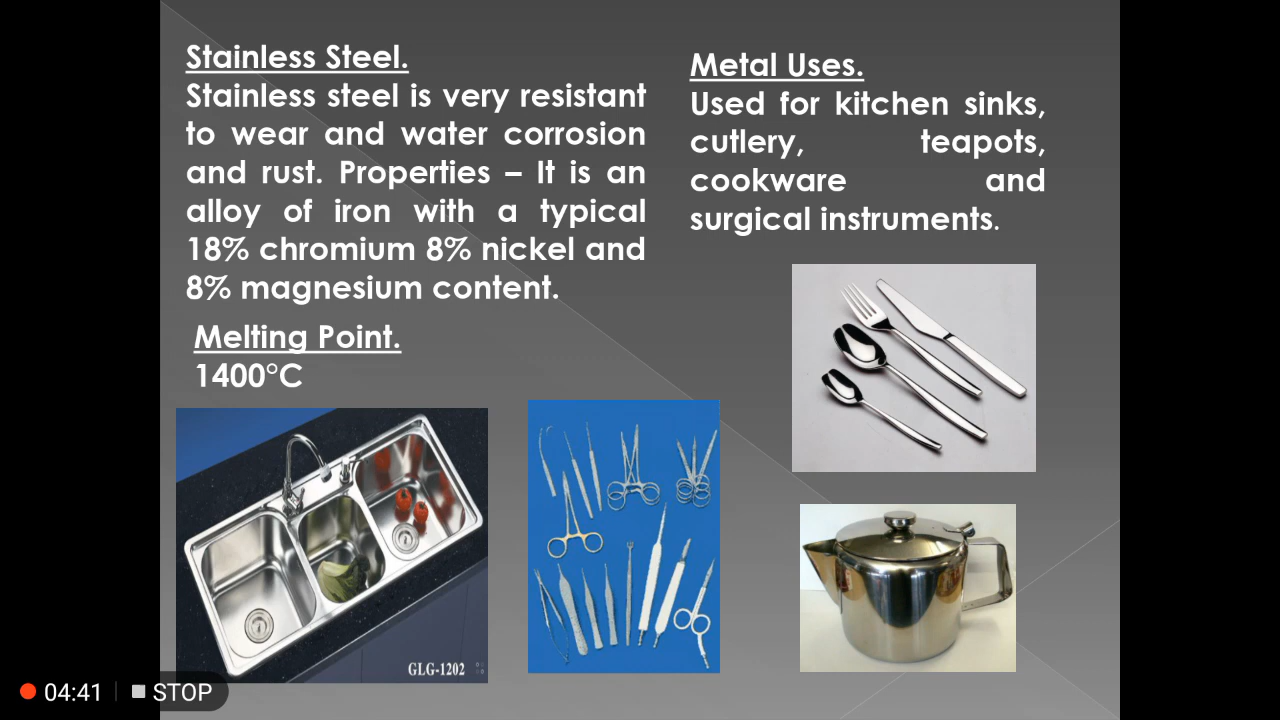 Stainless Steel.
Stainless steel is very resistant
to wear and water corrosion
and rust. Properties – It is an
alloy of iron with a typical
18% chromium 8% nickel and
8% magnesium content.
Melting Point.
1400°C
Metal Uses.
Used for kitchen sinks,
cutlery, teapots,
cookware and
surgical instruments.
GLG-1202
04:41 STOP